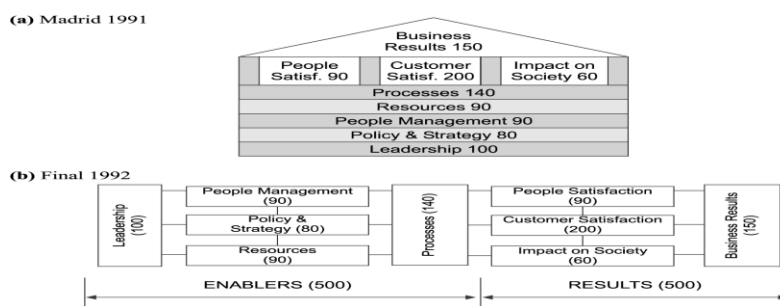 (a) Madrid 1991
Business
Results 150
People
Satisf. 90
Customer
Satisf. 200
Impact on
Society 60
Processes 140
Resources 90
People Management 90
Policy & Strategy 80
Leadership 100
(b) Final 1992
Leadership
(100)
People Management
(90)
Policy &
Strategy (80)
Resources
(90)
Processes (140)
People Satisfaction
(90)
Customer Satisfaction
(200)
Impact on Society
(60)
Business Results
(150)
ENABLERS (500)
RESULTS (500)